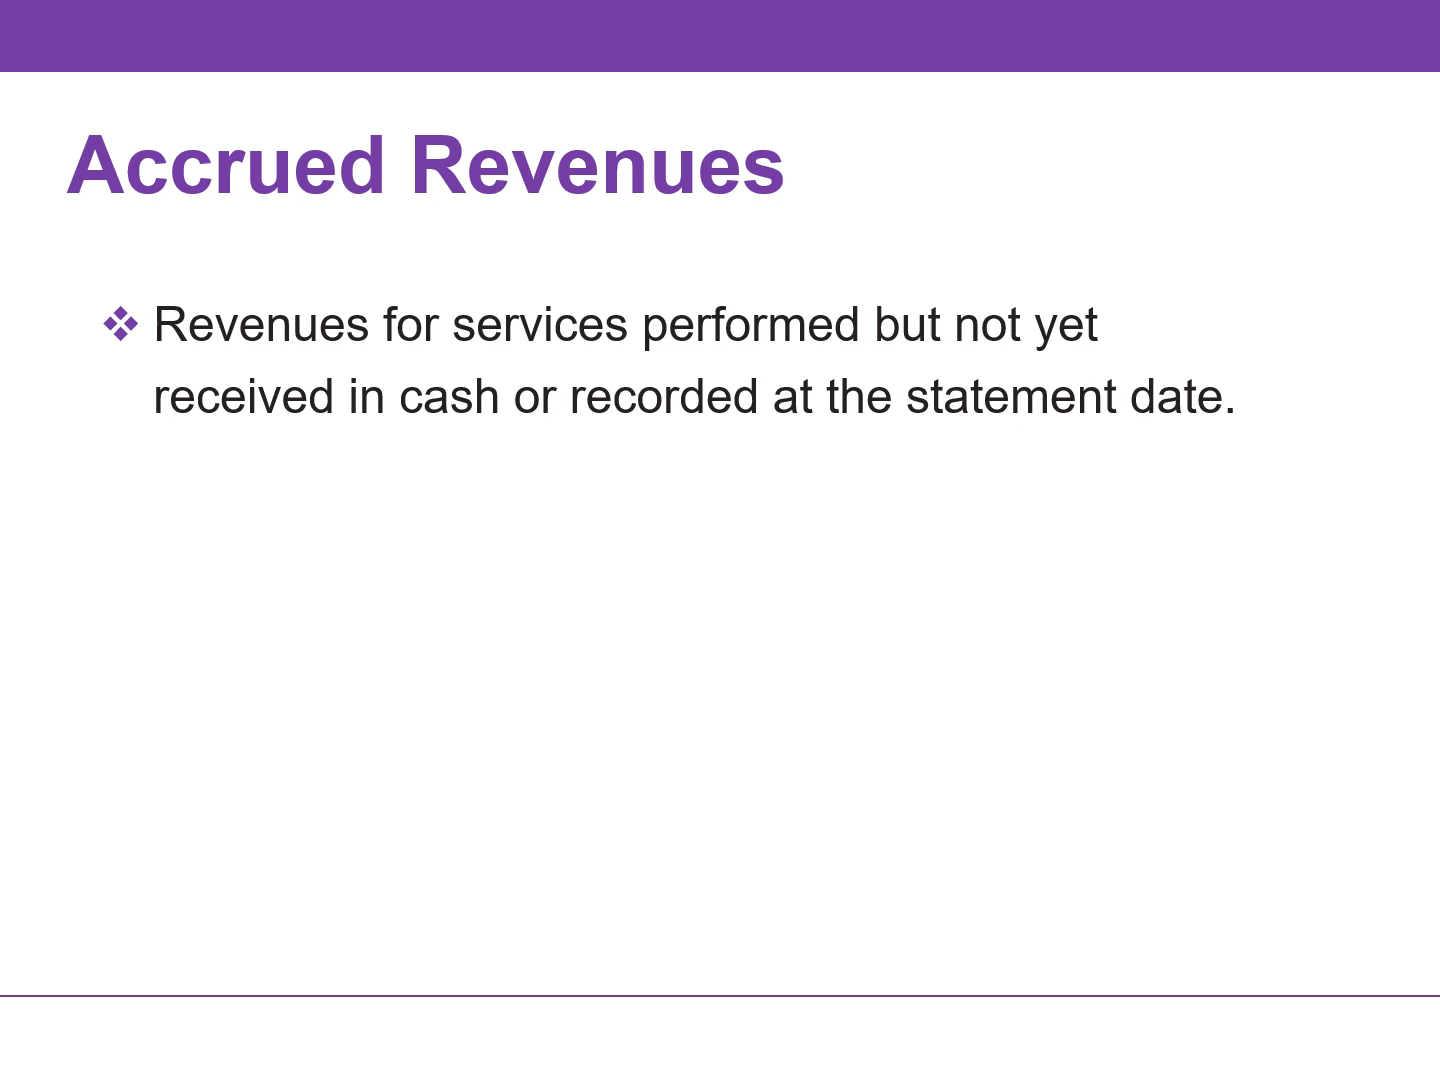 Accrued Revenues
❖ Revenues for services performed but not yet
received in cash or recorded at the statement date.